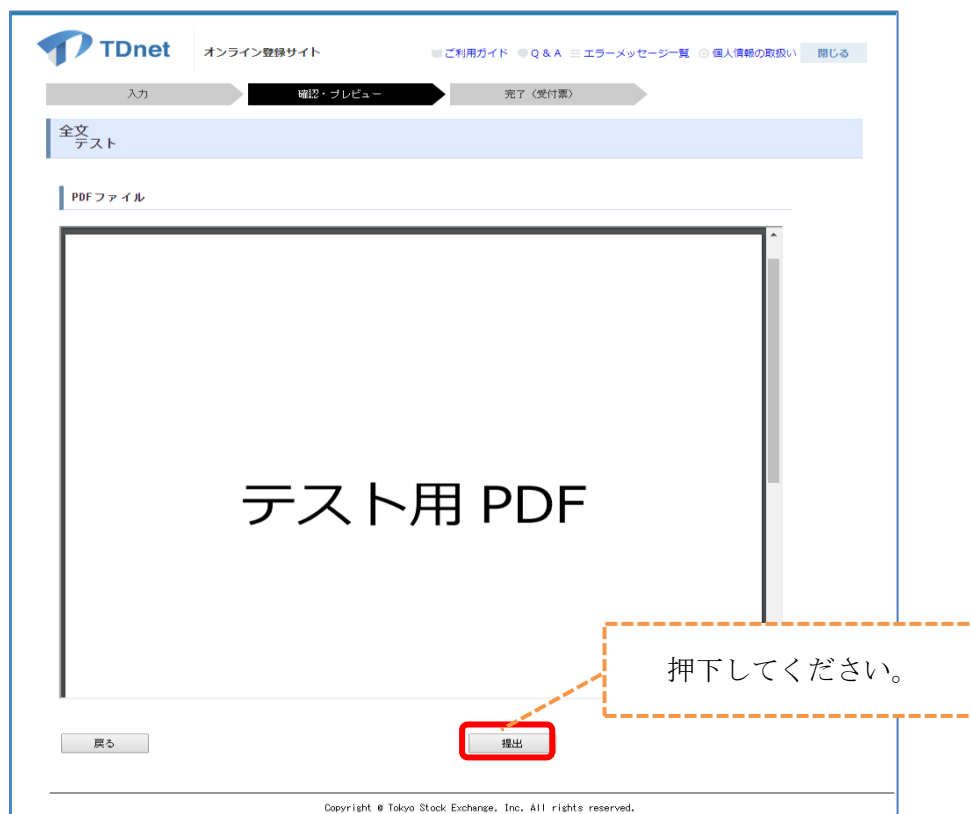 TDnet オンライン登録サイト ご利用ガイド Q & A エラーメッセージ一覧 個人情報の取扱い 閉じる
入力 確認・プレビュー 完了（受付票）
全文
テスト
PDFファイル
テスト用 PDF
押下してください。
戻る 提出
Copyright © Tokyo Stock Exchange, Inc. All rights reserved.